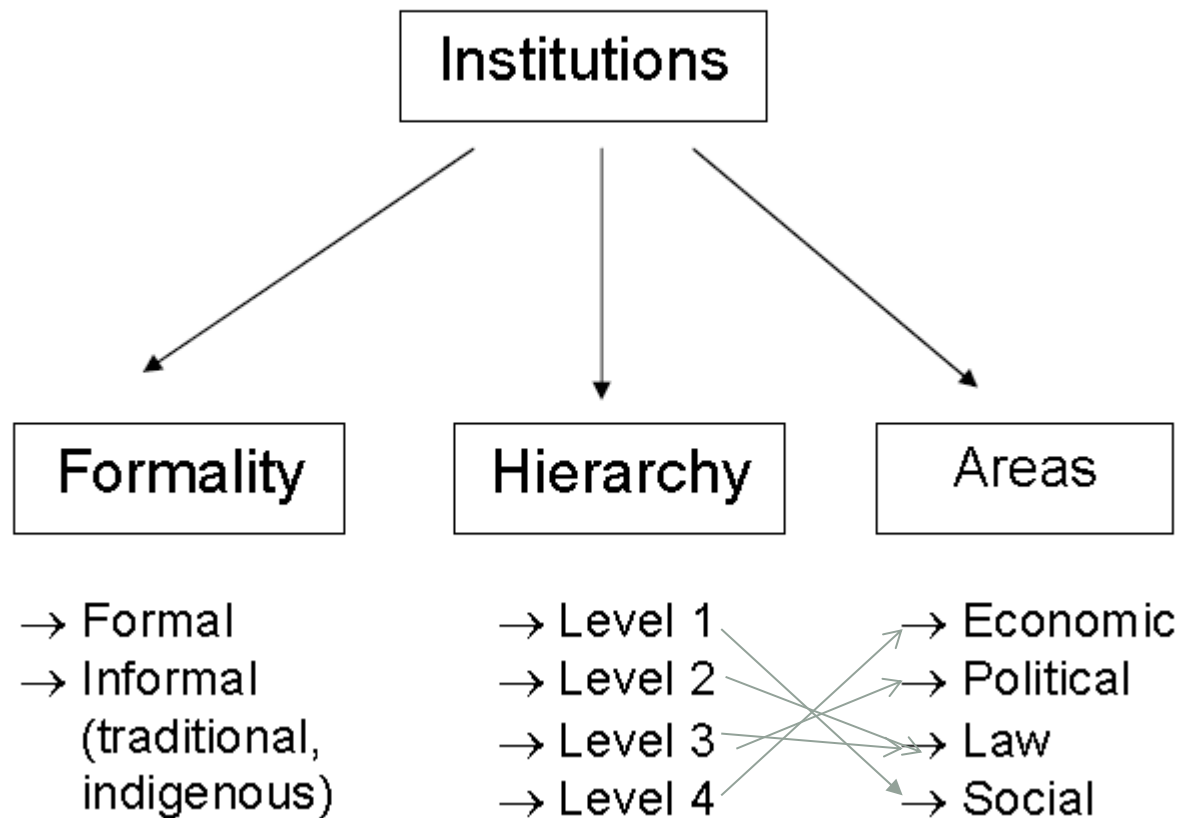 Institutions
Formality
Hierarchy
Areas
→ Formal
→ Informal
(traditional,
indigenous)
→ Level 1
→ Level 2
→ Level 3
→ Level 4
→ Economic
→ Political
→ Law
→ Social